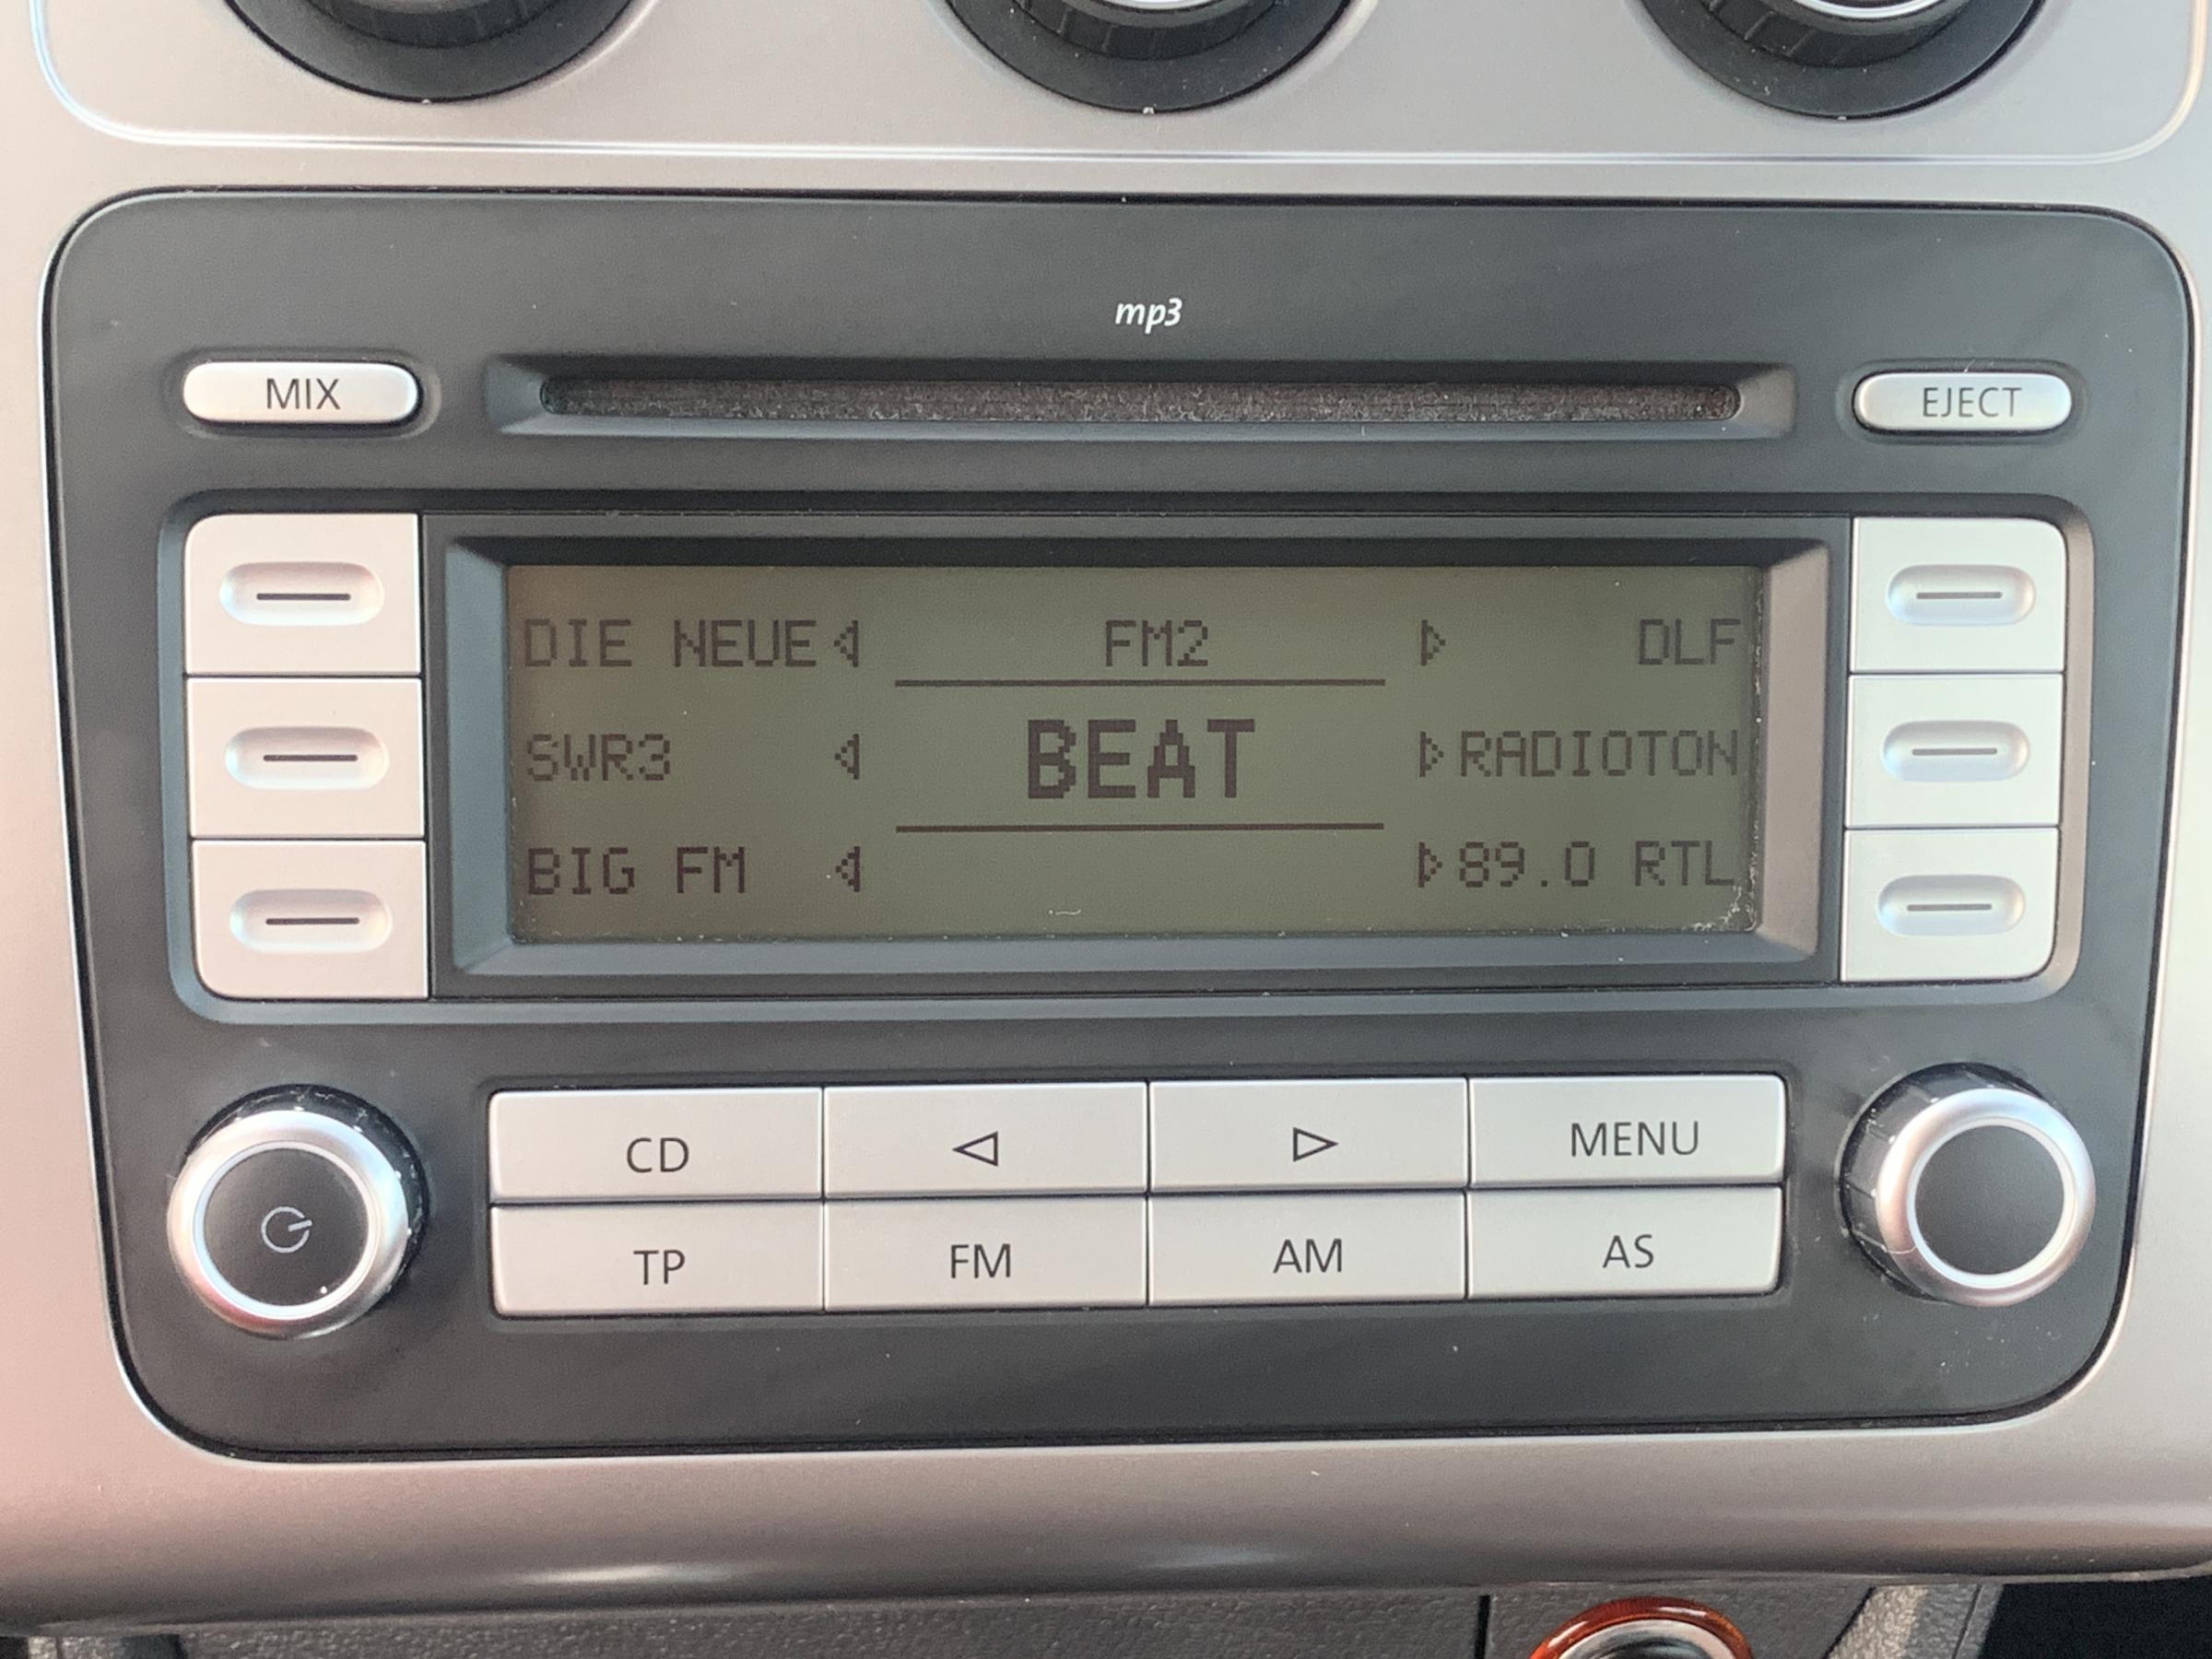 mp3
MIX
EJECT
DIE NEUE FM2 DLF
SWR3 BEAT RADIOTON
BIG FM 89.0 RTL
CD MENU
TP FM AM AS